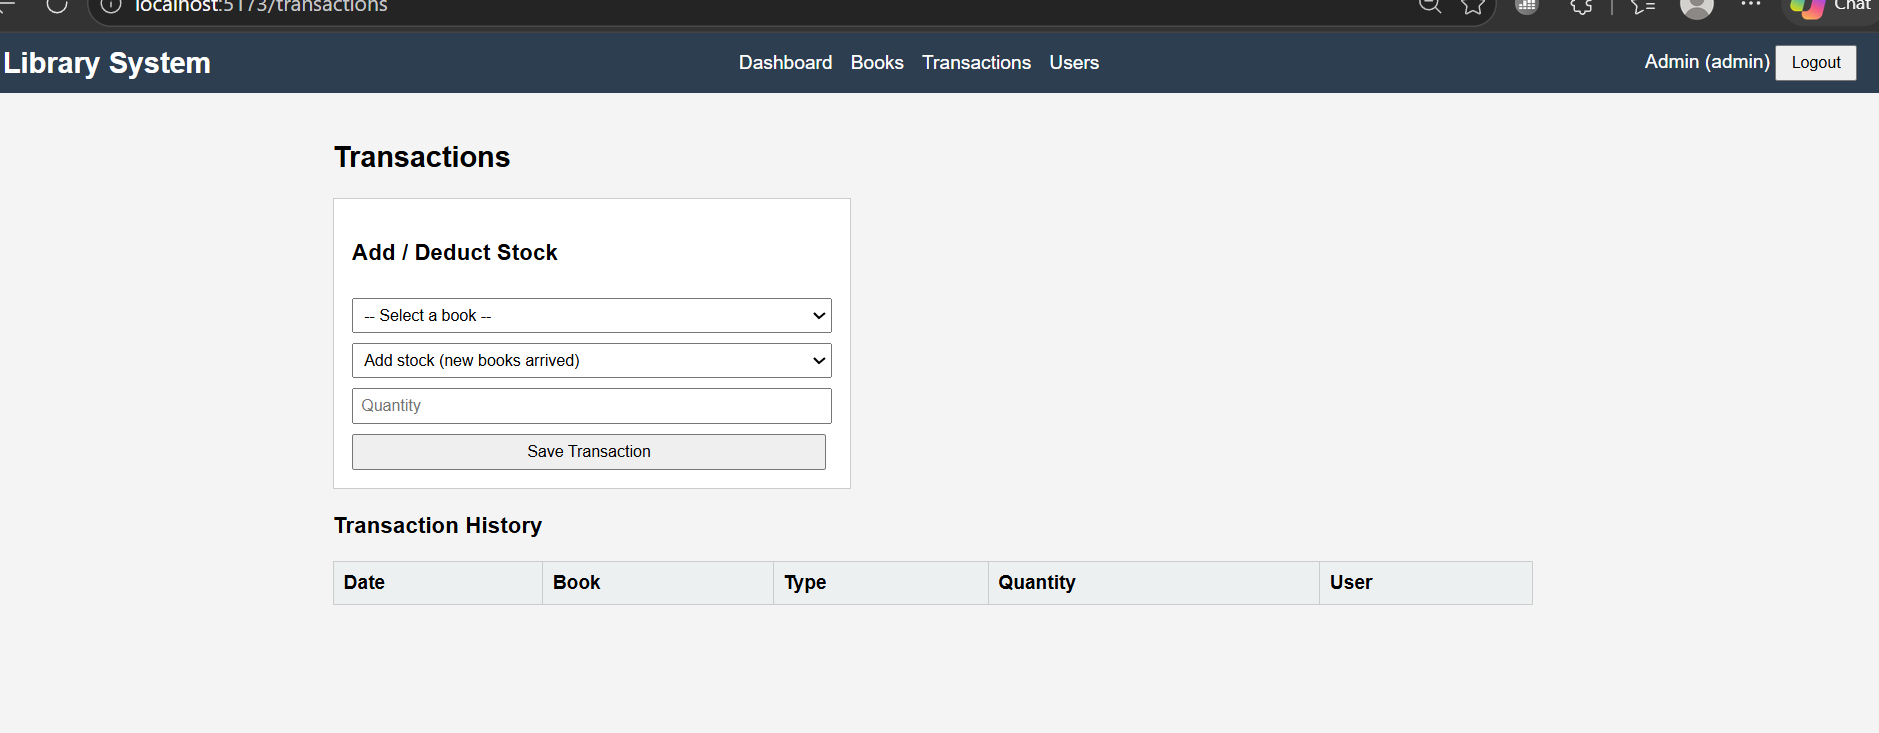 localhost:5173/transactions
Chat
Library System
Dashboard Books Transactions Users
Admin (admin) Logout
Transactions
Add / Deduct Stock
-- Select a book --
Add stock (new books arrived)
Quantity
Save Transaction
Transaction History
Date Book Type Quantity User